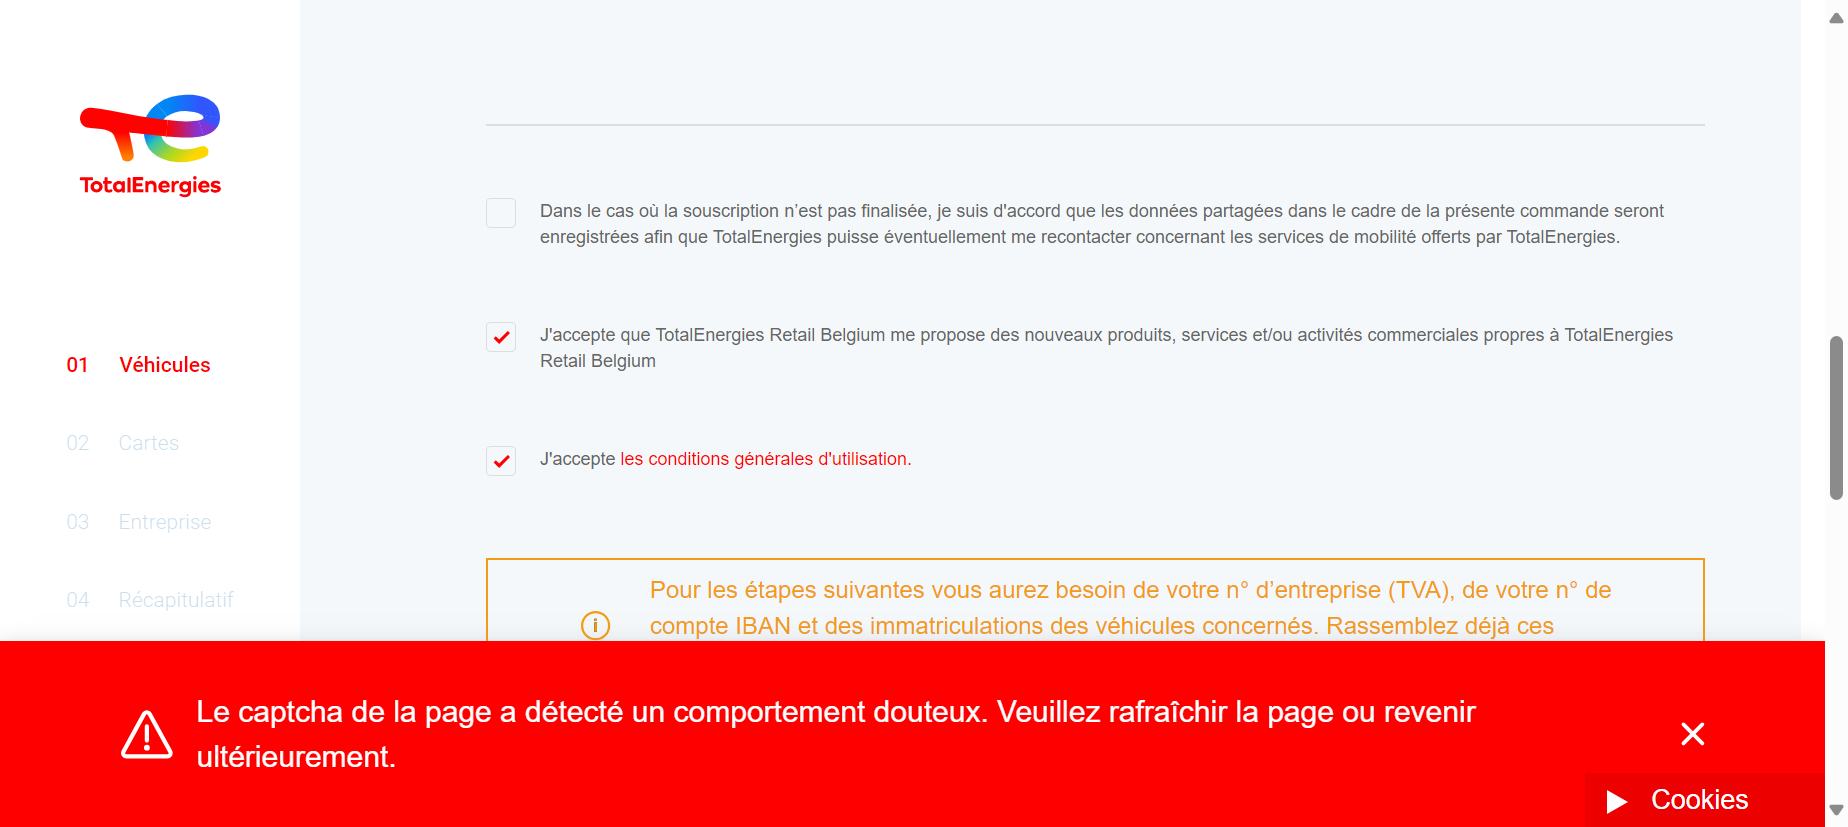 TotalEnergies
Dans le cas où la souscription n’est pas finalisée, je suis d'accord que les données partagées dans le cadre de la présente commande seront
enregistrées afin que TotalEnergies puisse éventuellement me recontacter concernant les services de mobilité offerts par TotalEnergies.
J'accepte que TotalEnergies Retail Belgium me propose des nouveaux produits, services et/ou activités commerciales propres à TotalEnergies
Retail Belgium
01 Véhicules
02 Cartes
03 Entreprise
04 Récapitulatif
J'accepte les conditions générales d'utilisation.
Pour les étapes suivantes vous aurez besoin de votre n° d’entreprise (TVA), de votre n° de
compte IBAN et des immatriculations des véhicules concernés. Rassemblez déjà ces
Le captcha de la page a détecté un comportement douteux. Veuillez rafraîchir la page ou revenir
ultérieurement.
Cookies